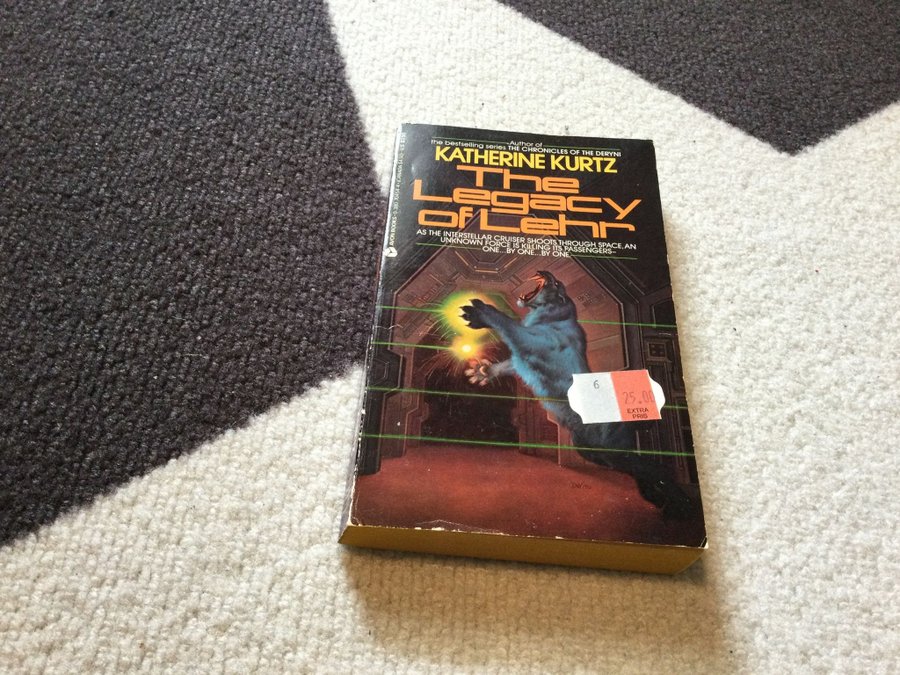 Author of
the bestselling series THE CHRONICLES OF THE DERYNI
KATHERINE KURTZ
The
Legacy
of Lehr
AS THE INTERSTELLAR CRUISER SHOOTS THROUGH SPACE, AN
UNKNOWN FORCE IS KILLING ITS PASSENGERS–
ONE...BY ONE...BY ONE.
6
25.00
EXTRA
PRIS
AVON BOOKS